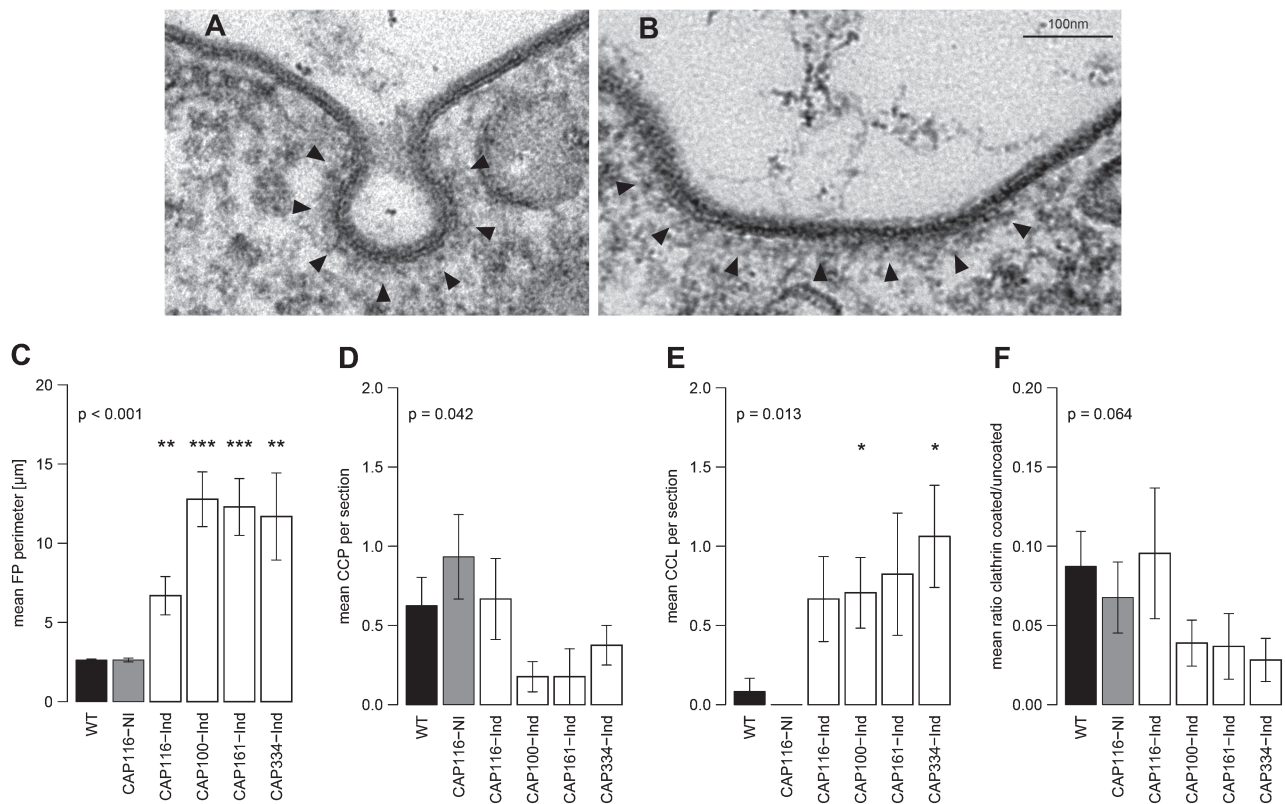 A
B
100nm
C
D
E
F
mean FP perimeter [µm]
20
15
10
5
0
p < 0.001
**
***
***
**
WT
CAP116−NI
CAP116−Ind
CAP100−Ind
CAP161−Ind
CAP334−Ind
mean CCP per section
2.0
1.5
1.0
0.5
0.0
p = 0.042
WT
CAP116−NI
CAP116−Ind
CAP100−Ind
CAP161−Ind
CAP334−Ind
mean CCL per section
2.0
1.5
1.0
0.5
0.0
p = 0.013
*
*
WT
CAP116−NI
CAP116−Ind
CAP100−Ind
CAP161−Ind
CAP334−Ind
mean ratio clathrin coated/uncoated
0.20
0.15
0.10
0.05
0.00
p = 0.064
WT
CAP116−NI
CAP116−Ind
CAP100−Ind
CAP161−Ind
CAP334−Ind